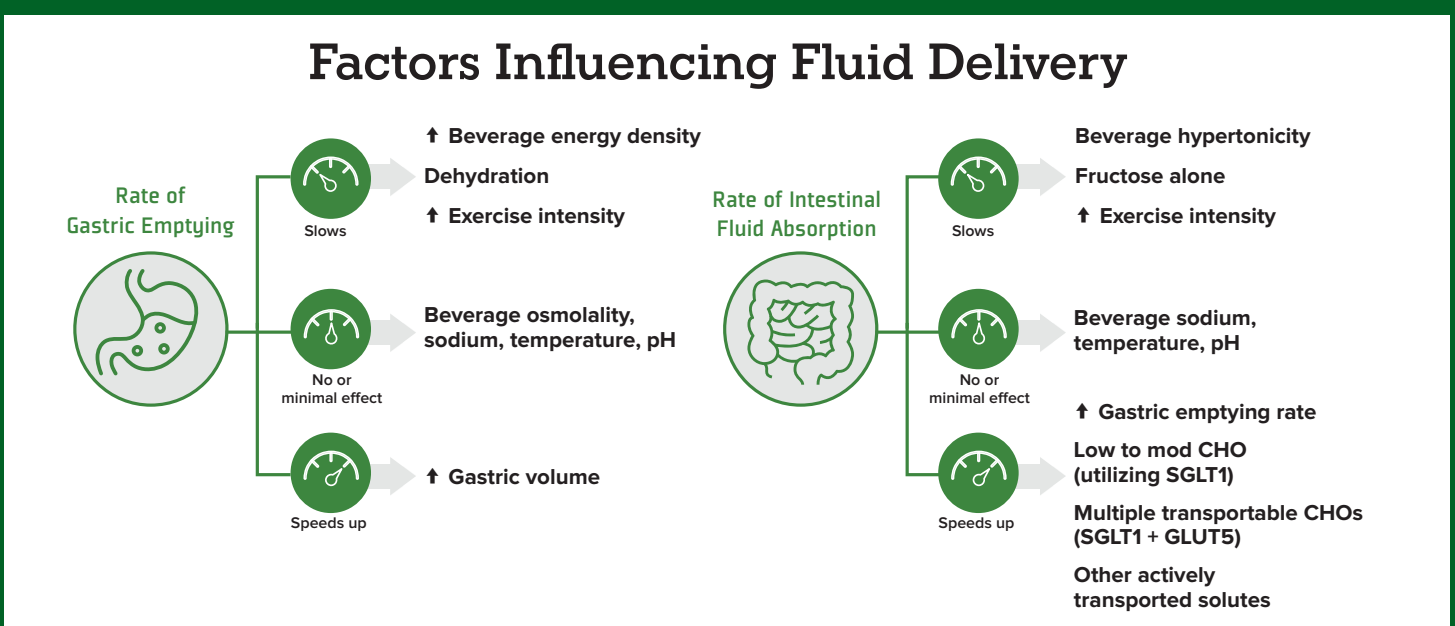 Factors Influencing Fluid Delivery
Rate of
Gastric Emptying
Slows
⬆ Beverage energy density
Dehydration
⬆ Exercise intensity
No or
minimal effect
Beverage osmolality,
sodium, temperature, pH
Speeds up
⬆ Gastric volume
Rate of Intestinal
Fluid Absorption
Slows
Beverage hypertonicity
Fructose alone
⬆ Exercise intensity
No or
minimal effect
Beverage sodium,
temperature, pH
Speeds up
⬆ Gastric emptying rate
Low to mod CHO
(utilizing SGLT1)
Multiple transportable CHOs
(SGLT1 + GLUT5)
Other actively
transported solutes